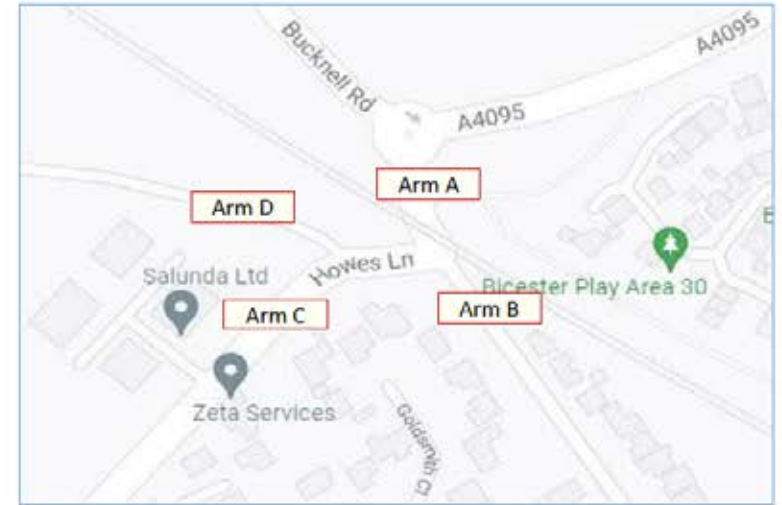 Bucknell Rd
A4095
A4095
Arm A
Arm D
Howes Ln
Salunda Ltd
Bicester Play Area 30
Arm C
Arm B
Zeta Services
Goldsmith Ct
E